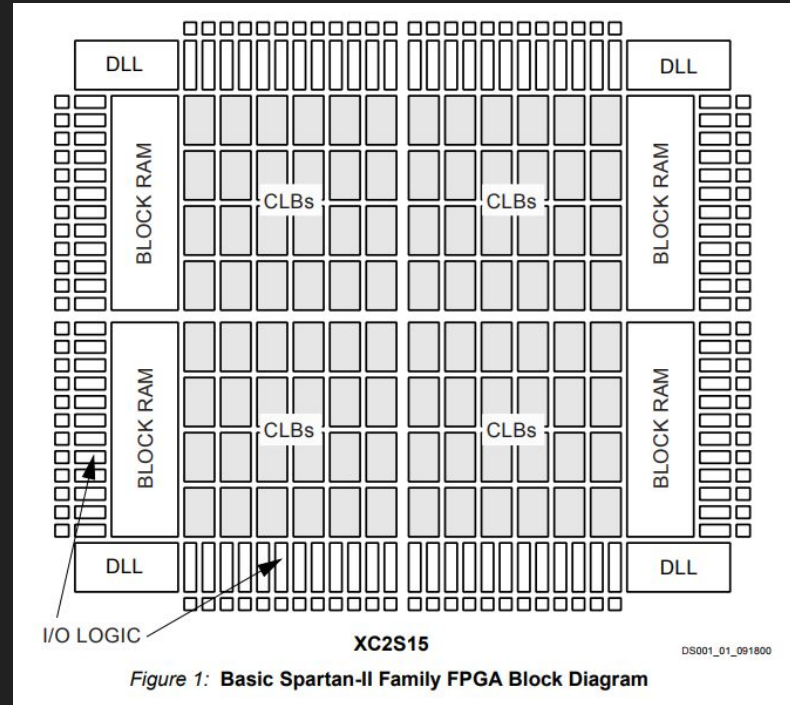 DLL
DLL
BLOCK RAM
CLBs
CLBs
BLOCK RAM
BLOCK RAM
CLBs
CLBs
BLOCK RAM
DLL
DLL
I/O LOGIC
XC2S15
DS001_01_091800
Figure 1: Basic Spartan-II Family FPGA Block Diagram